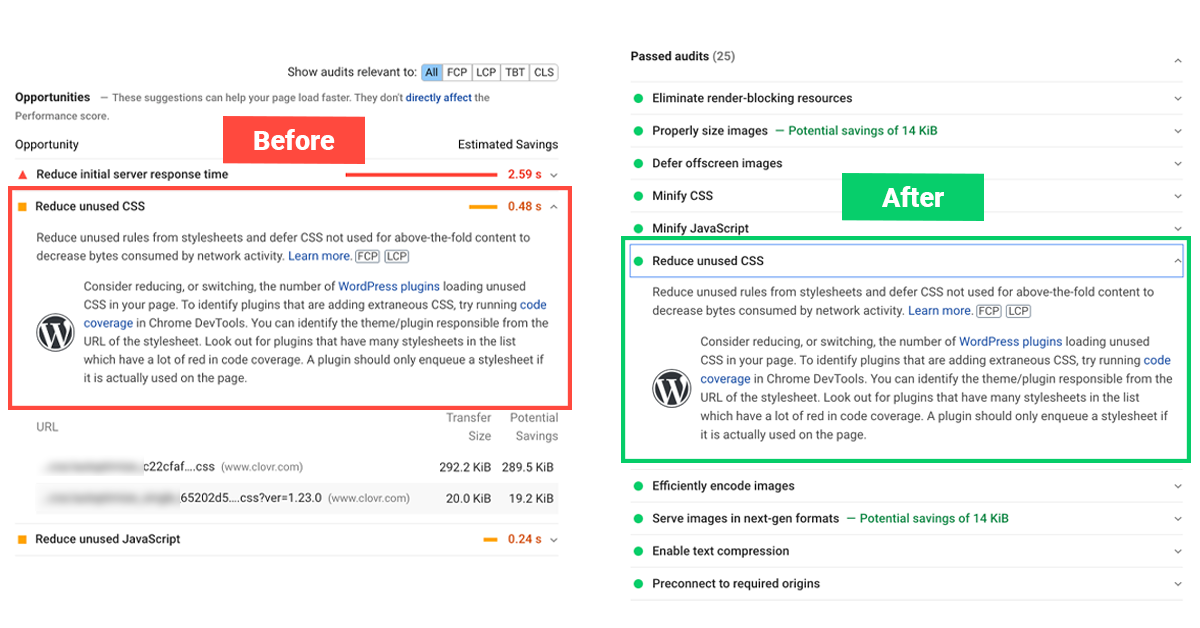 Show audits relevant to: All FCP LCP TBT CLS
Opportunities — These suggestions can help your page load faster. They don't directly affect the
Performance score.
Before
Opportunity Estimated Savings
Reduce initial server response time 2.59 s
Reduce unused CSS 0.48 s
Reduce unused rules from stylesheets and defer CSS not used for above-the-fold content to
decrease bytes consumed by network activity. Learn more. FCP LCP
Consider reducing, or switching, the number of WordPress plugins loading unused
CSS in your page. To identify plugins that are adding extraneous CSS, try running code
coverage in Chrome DevTools. You can identify the theme/plugin responsible from the
URL of the stylesheet. Look out for plugins that have many stylesheets in the list
which have a lot of red in code coverage. A plugin should only enqueue a stylesheet if
it is actually used on the page.
URL Transfer Size Potential Savings
c22cfaf....css (www.clovr.com) 292.2 KiB 289.5 KiB
65202d5....css?ver=1.23.0 (www.clovr.com) 20.0 KiB 19.2 KiB
Reduce unused JavaScript 0.24 s
Passed audits (25)
Eliminate render-blocking resources
Properly size images — Potential savings of 14 KiB
Defer offscreen images
Minify CSS
After
Minify JavaScript
Reduce unused CSS
Reduce unused rules from stylesheets and defer CSS not used for above-the-fold content to
decrease bytes consumed by network activity. Learn more. FCP LCP
Consider reducing, or switching, the number of WordPress plugins loading unused
CSS in your page. To identify plugins that are adding extraneous CSS, try running code
coverage in Chrome DevTools. You can identify the theme/plugin responsible from the
URL of the stylesheet. Look out for plugins that have many stylesheets in the list
which have a lot of red in code coverage. A plugin should only enqueue a stylesheet if
it is actually used on the page.
Efficiently encode images
Serve images in next-gen formats — Potential savings of 14 KiB
Enable text compression
Preconnect to required origins